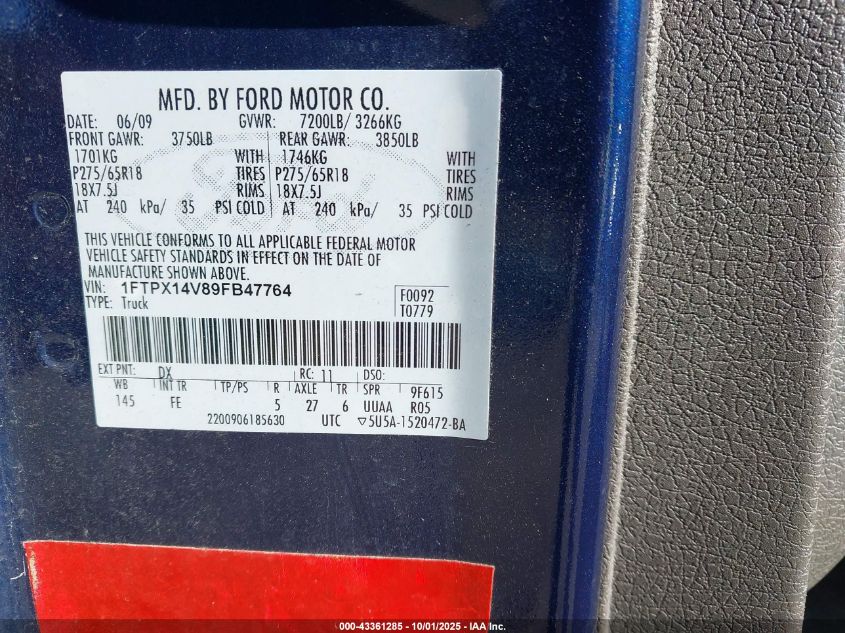 MFD. BY FORD MOTOR CO.
DATE: 06/09 GVWR: 7200LB/ 3266KG
FRONT GAWR: 3750LB REAR GAWR: 3850LB
1701KG WITH 1746KG WITH
P275/65R18 TIRES P275/65R18 TIRES
18X7.5J RIMS 18X7.5J RIMS
AT 240 kPa/ 35 PSI COLD AT 240 kPa/ 35 PSI COLD
THIS VEHICLE CONFORMS TO ALL APPLICABLE FEDERAL MOTOR
VEHICLE SAFETY STANDARDS IN EFFECT ON THE DATE OF
MANUFACTURE SHOWN ABOVE.
VIN: 1FTPX14V89FB47764 F0092
TYPE: Truck T0779
EXT PNT: DX RC: 11 DSO:
WB INT TR TP/PS R AXLE TR SPR 9F615
145 FE 5 27 6 UUAA R05
2200906185630 UTC ▽5U5A-1520472-BA
000-43361285 - 10/01/2025 - IAA Inc.